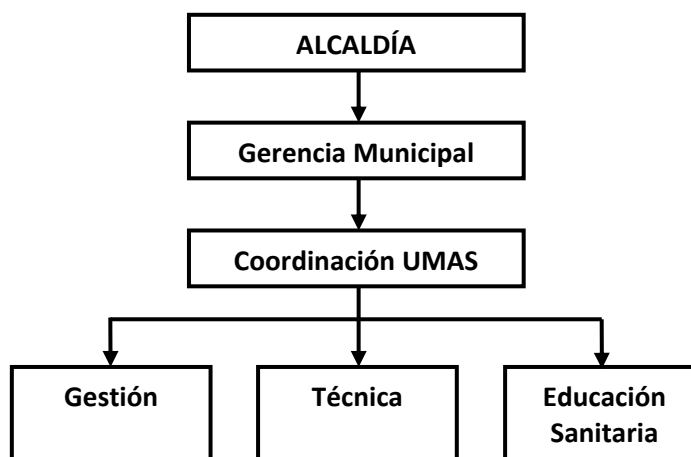 ALCALDÍA
Gerencia Municipal
Coordinación UMAS
Gestión
Técnica
Educación
Sanitaria